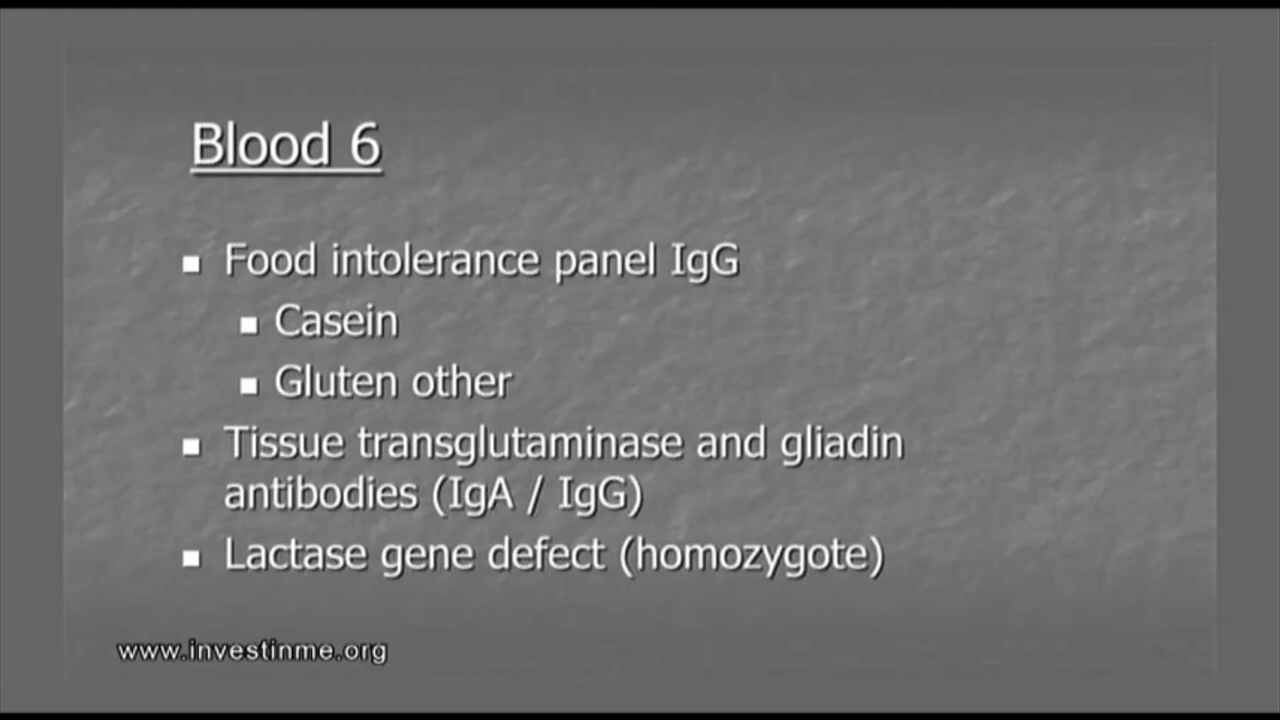 Blood 6
▪ Food intolerance panel IgG
▪ Casein
▪ Gluten other
▪ Tissue transglutaminase and gliadin
antibodies (IgA / IgG)
▪ Lactase gene defect (homozygote)
www.investinme.org